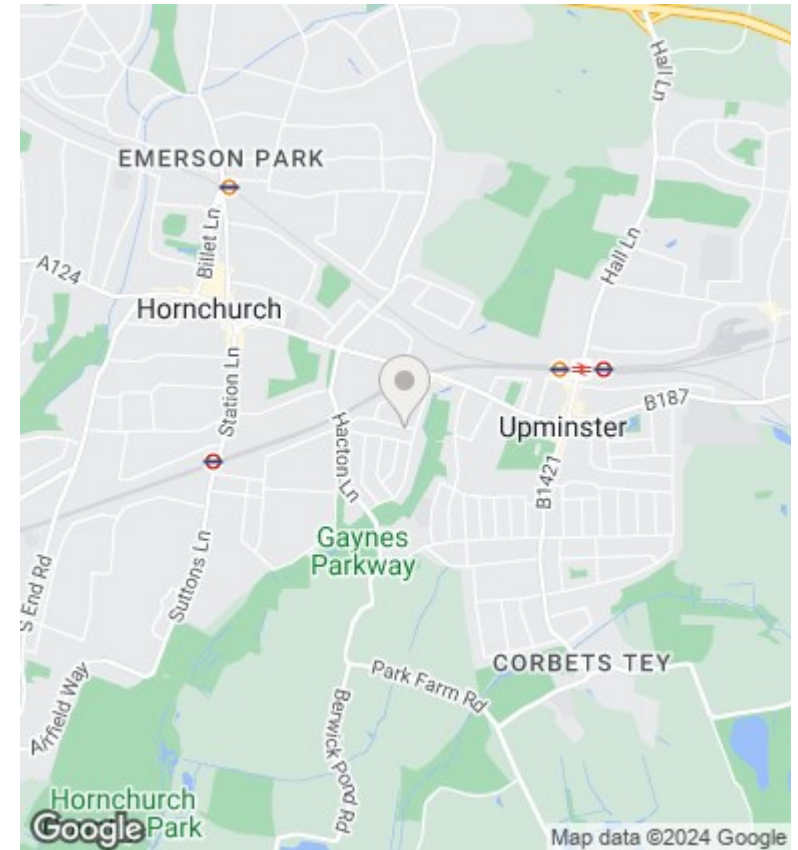 Hall Ln
EMERSON PARK
Billet Ln
Hall Ln
A124
Hornchurch
Station Ln
B187
Upminster
Hacton Ln
B1421
Gaynes
Parkway
Suttons Ln
S End Rd
CORBETS TEY
Park Farm Rd
Airfield Way
Berwick Pond Rd
Hornchurch
Park
Google
Map data ©2024 Google